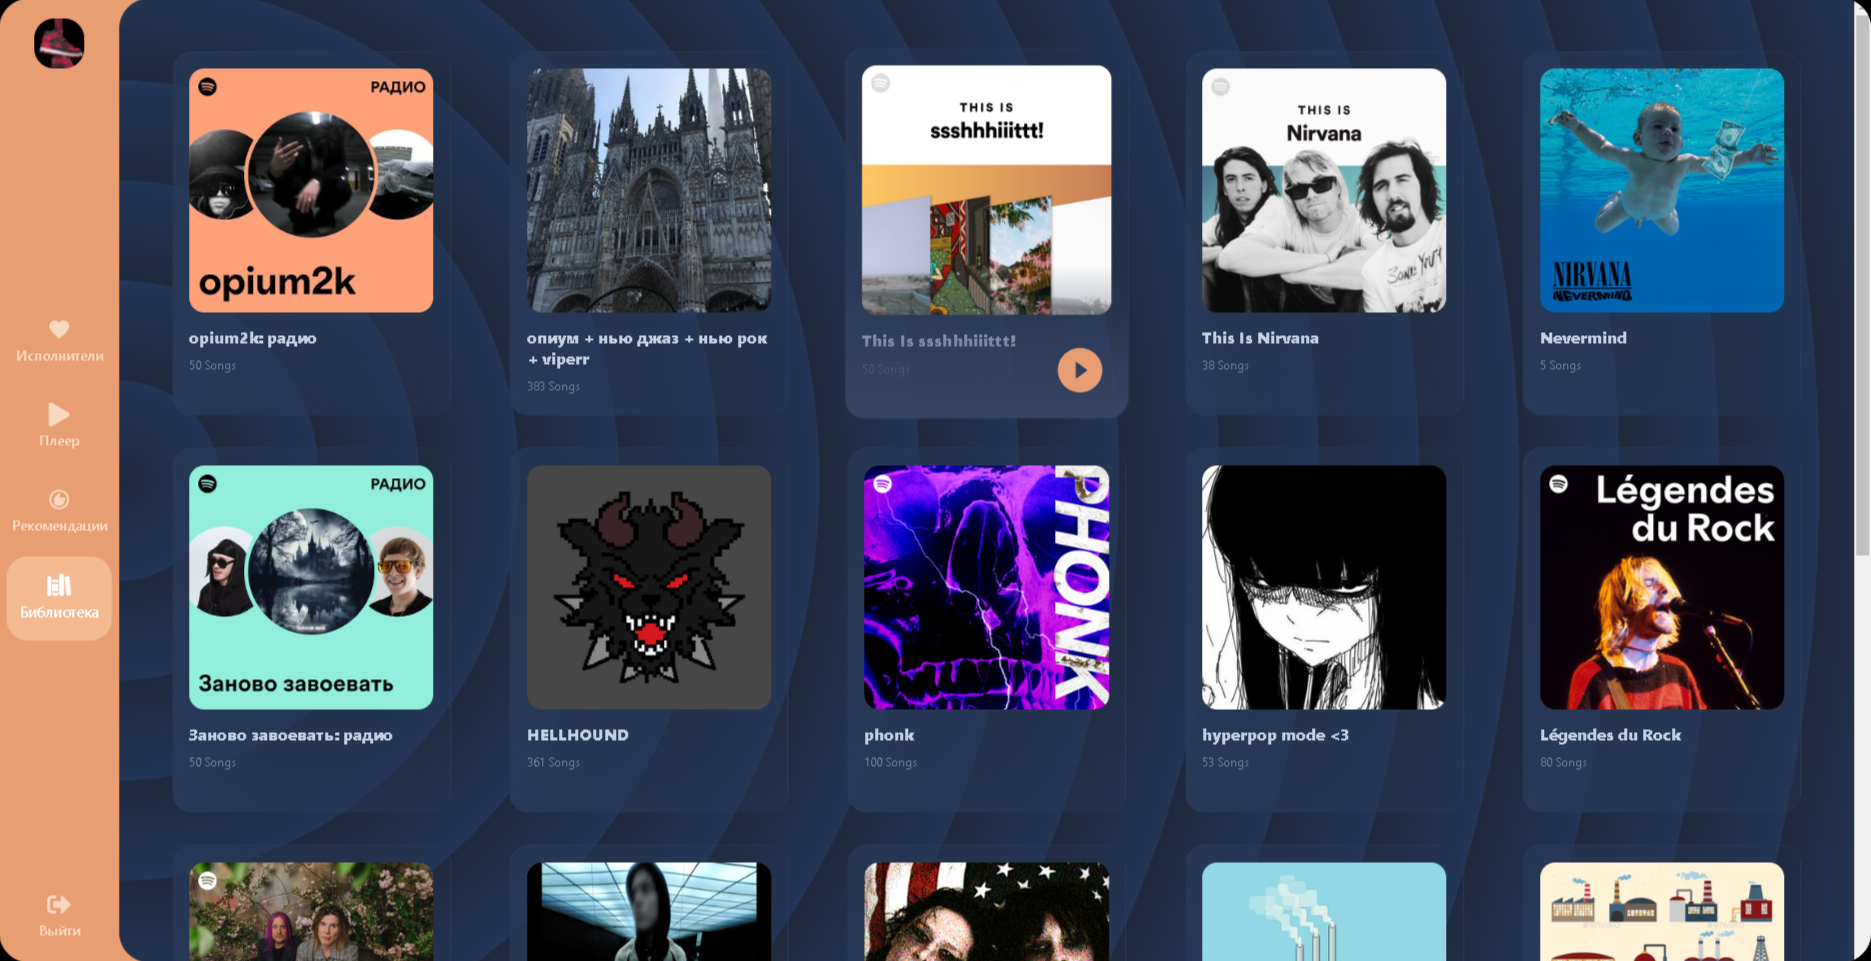 Исполнители
Плеер
Рекомендации
Библиотека
Выйти
РАДИО
opium2k
opium2k: радио
50 Songs
опиум + нью джаз + нью рок
+ viperr
383 Songs
THIS IS
ssshhhiiittt!
This Is ssshhhiiittt!
50 Songs
THIS IS
Nirvana
This Is Nirvana
38 Songs
NIRVANA
NEVERMIND
Nevermind
5 Songs
РАДИО
Заново завоевать
Заново завоевать: радио
50 Songs
HELLHOUND
361 Songs
PHONK
phonk
100 Songs
hyperpop mode <3
53 Songs
Légendes
du Rock
Légendes du Rock
80 Songs